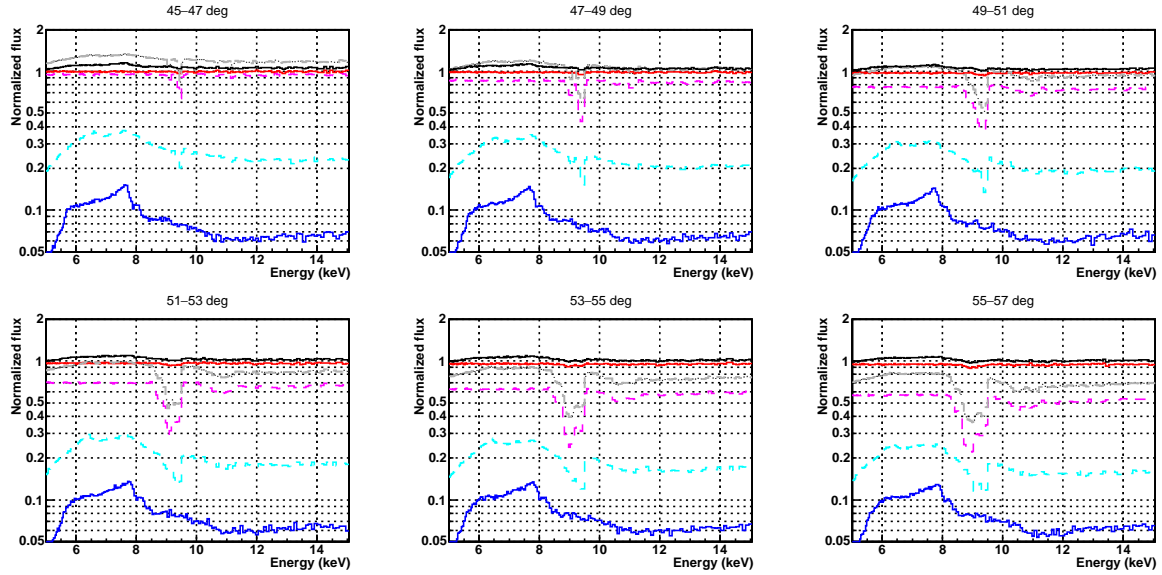 45–47 deg
Normalized flux
2
1
0.5
0.4
0.3
0.2
0.1
0.05
6 8 10 12 14
Energy (keV)
47–49 deg
Normalized flux
2
1
0.5
0.4
0.3
0.2
0.1
0.05
6 8 10 12 14
Energy (keV)
49–51 deg
Normalized flux
2
1
0.5
0.4
0.3
0.2
0.1
0.05
6 8 10 12 14
Energy (keV)
51–53 deg
Normalized flux
2
1
0.5
0.4
0.3
0.2
0.1
0.05
6 8 10 12 14
Energy (keV)
53–55 deg
Normalized flux
2
1
0.5
0.4
0.3
0.2
0.1
0.05
6 8 10 12 14
Energy (keV)
55–57 deg
Normalized flux
2
1
0.5
0.4
0.3
0.2
0.1
0.05
6 8 10 12 14
Energy (keV)